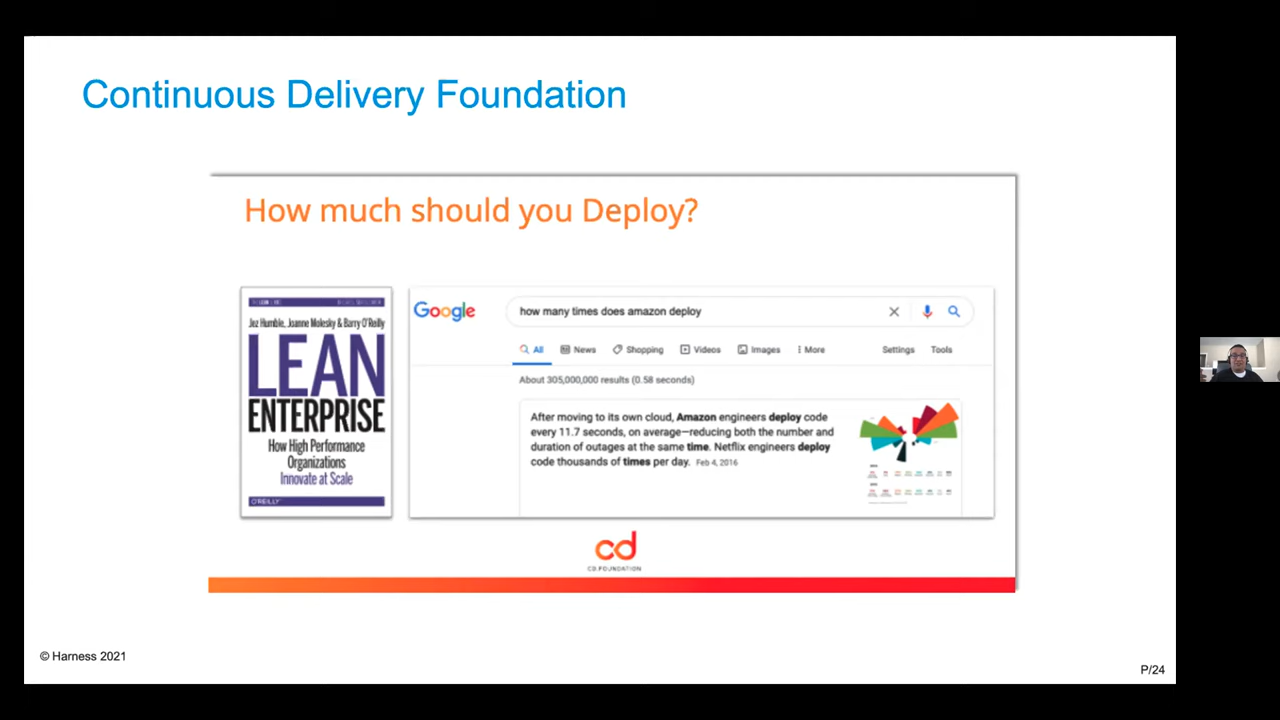 Continuous Delivery Foundation
How much should you Deploy?
Jez Humble, Joanne Molesky & Barry O'Reilly
LEAN
ENTERPRISE
How High Performance
Organizations
Innovate at Scale
O'REILLY
Google
how many times does amazon deploy
All News Shopping Videos Images More Settings Tools
About 305,000,000 results (0.58 seconds)
After moving to its own cloud, Amazon engineers deploy code
every 11.7 seconds, on average—reducing both the number and
duration of outages at the same time. Netflix engineers deploy
code thousands of times per day. Feb 4, 2016
cd
CD.FOUNDATION
© Harness 2021
P/24